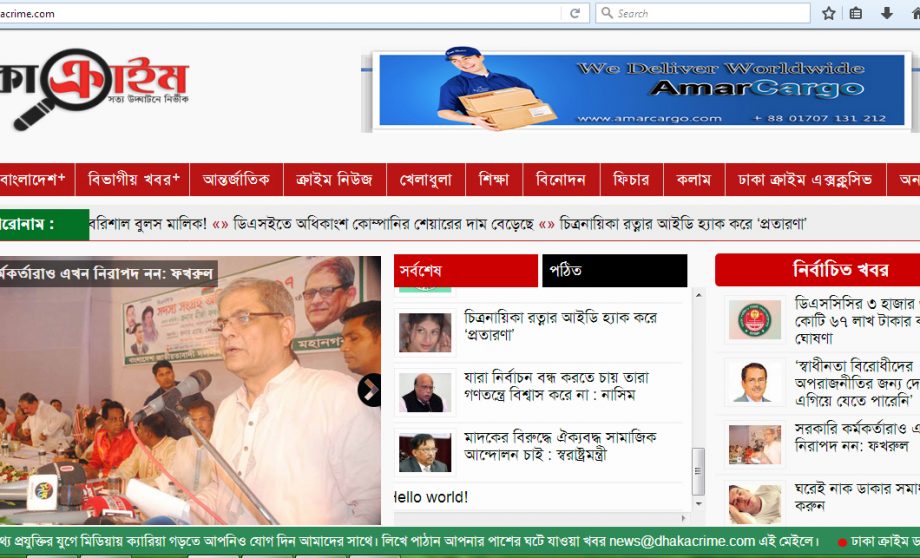 acrime.com
Search
কা ক্রাইম
সত্য উদ্ঘাটনে নির্ভীক
We Deliver Worldwide
AmarCargo
www.amarcargo.com + 88 01707 131 212
বাংলাদেশ+ বিভাগীয় খবর+ আন্তর্জাতিক ক্রাইম নিউজ খেলাধুলা শিক্ষা বিনোদন ফিচার কলাম ঢাকা ক্রাইম এক্সক্লুসিভ অন
রোনাম : বরিশাল বুলস মালিক! «» ডিএসইতে অধিকাংশ কোম্পানির শেয়ারের দাম বেড়েছে «» চিত্রনায়িকা রত্নার আইডি হ্যাক করে ‘প্রতারণা’
র্মকর্তারাও এখন নিরাপদ নন: ফখরুল
সদস্য সংগ্রহ
মহানগর
সর্বশেষ
পঠিত
চিত্রনায়িকা রত্নার আইডি হ্যাক করে
‘প্রতারণা’
যারা নির্বাচন বন্ধ করতে চায় তারা
গণতন্ত্রে বিশ্বাস করে না : নাসিম
মাদকের বিরুদ্ধে ঐক্যবদ্ধ সামাজিক
আন্দোলন চাই : স্বরাষ্ট্রমন্ত্রী
Hello world!
নির্বাচিত খবর
ডিএসসিসির ৩ হাজার
কোটি ৬৭ লাখ টাকার ব
ঘোষণা
‘স্বাধীনতা বিরোধীদের
অপরাজনীতির জন্য দে
এগিয়ে যেতে পারেনি’
সরকারি কর্মকর্তারাও এ
নিরাপদ নন: ফখরুল
ঘরেই নাক ডাকার সমা
করুন
থ্য প্রযুক্তির যুগে মিডিয়ায় ক্যারিয়া গড়তে আপনিও যোগ দিন আমাদের সাথে। লিখে পাঠান আপনার পাশের ঘটে যাওয়া খবর news@dhakacrime.com এই মেইলে। ঢাকা ক্রাইম ড